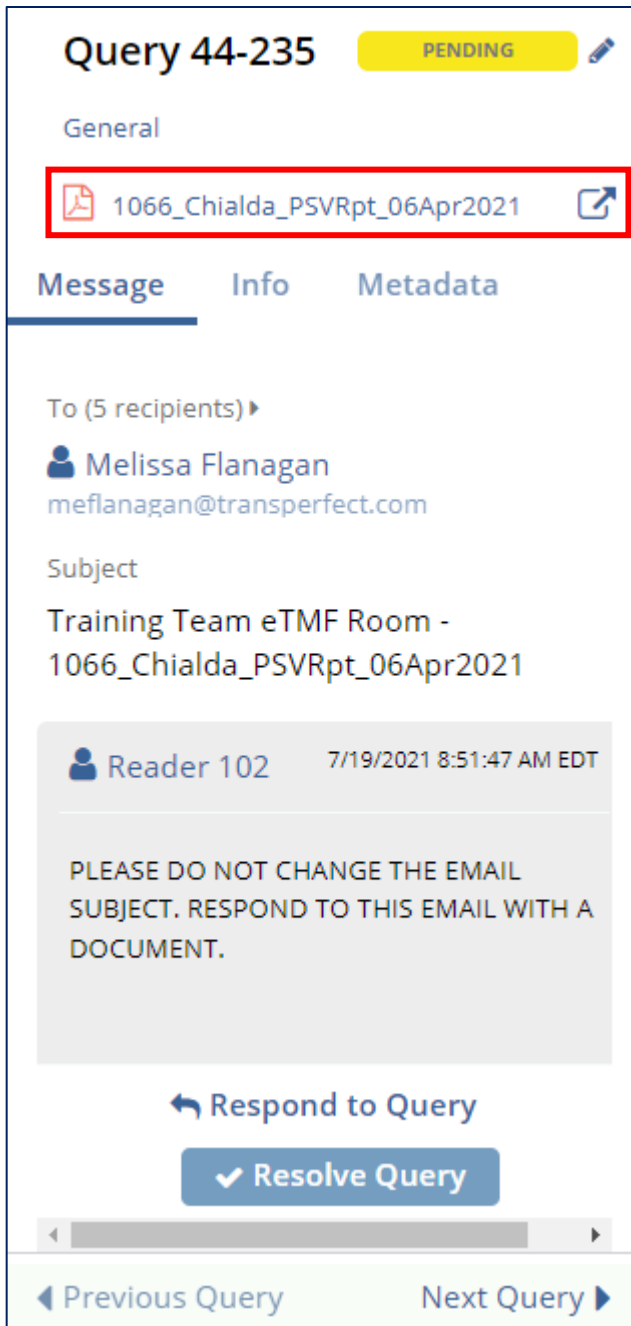 Query 44-235 PENDING
General
1066_Chialda_PSVRpt_06Apr2021
Message Info Metadata
To (5 recipients)
Melissa Flanagan
meflanagan@transperfect.com
Subject
Training Team eTMF Room -
1066_Chialda_PSVRpt_06Apr2021
Reader 102 7/19/2021 8:51:47 AM EDT
PLEASE DO NOT CHANGE THE EMAIL
SUBJECT. RESPOND TO THIS EMAIL WITH A
DOCUMENT.
Respond to Query
Resolve Query
Previous Query Next Query